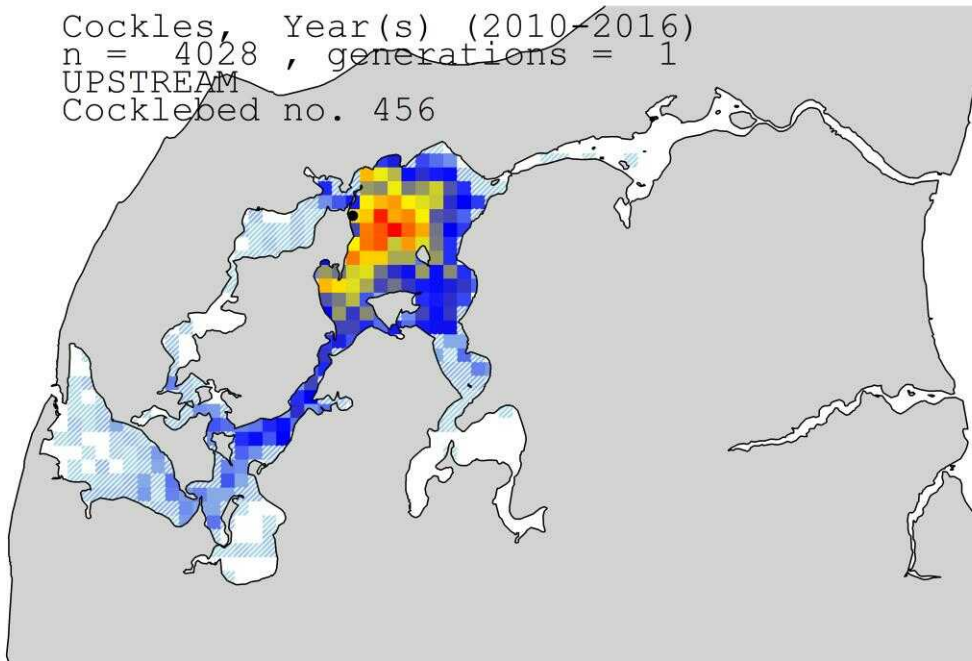 Cockles, Year(s) (2010-2016)
n = 4028 , generations = 1
UPSTREAM
Cocklebed no. 456